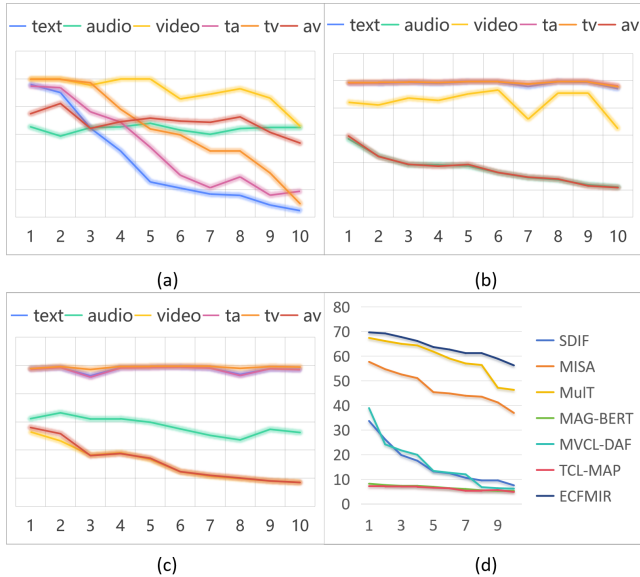 text audio video ta tv av
1 2 3 4 5 6 7 8 9 10
(a)
text audio video ta tv av
1 2 3 4 5 6 7 8 9 10
(b)
text audio video ta tv av
1 2 3 4 5 6 7 8 9 10
(c)
80
70
60
50
40
30
20
10
0
1 3 5 7 9
SDIF
MISA
MulT
MAG-BERT
MVCL-DAF
TCL-MAP
ECFMIR
(d)